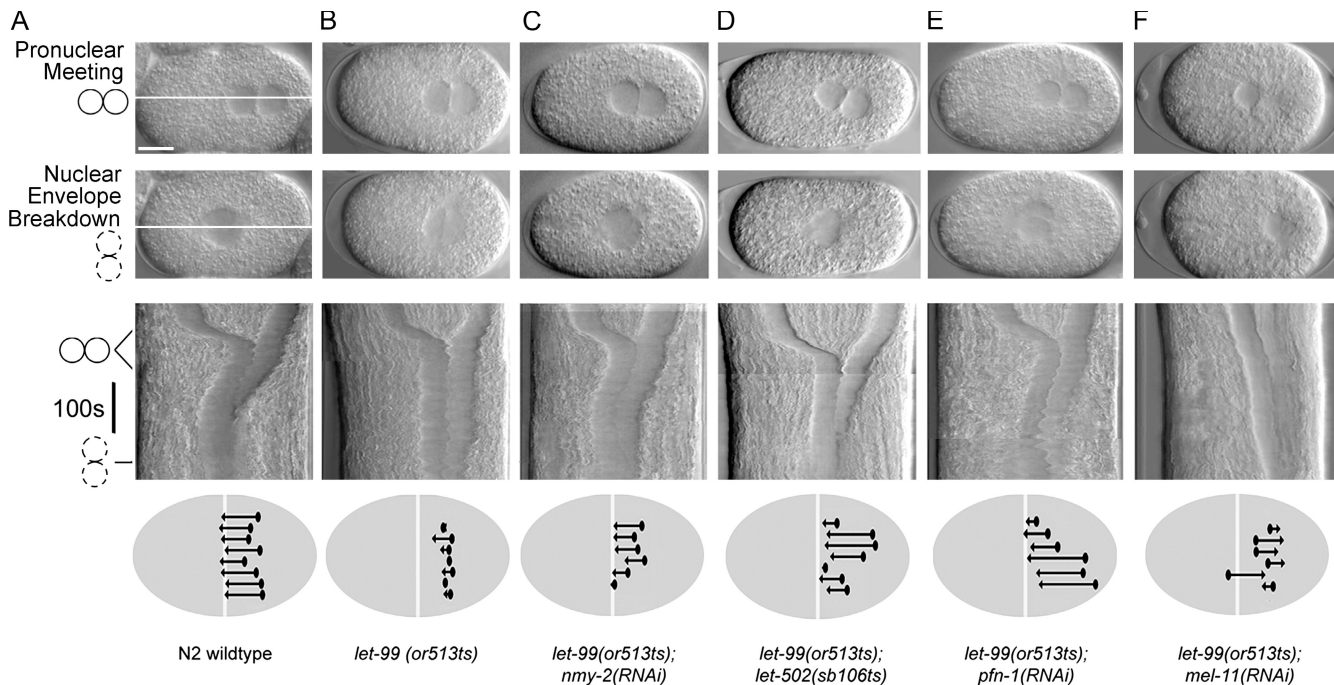 A
B
C
D
E
F
Pronuclear
Meeting
Nuclear
Envelope
Breakdown
100s
N2 wildtype
let-99 (or513ts)
let-99(or513ts);
nmy-2(RNAi)
let-99(or513ts);
let-502(sb106ts)
let-99(or513ts);
pfn-1(RNAi)
let-99(or513ts);
mel-11(RNAi)